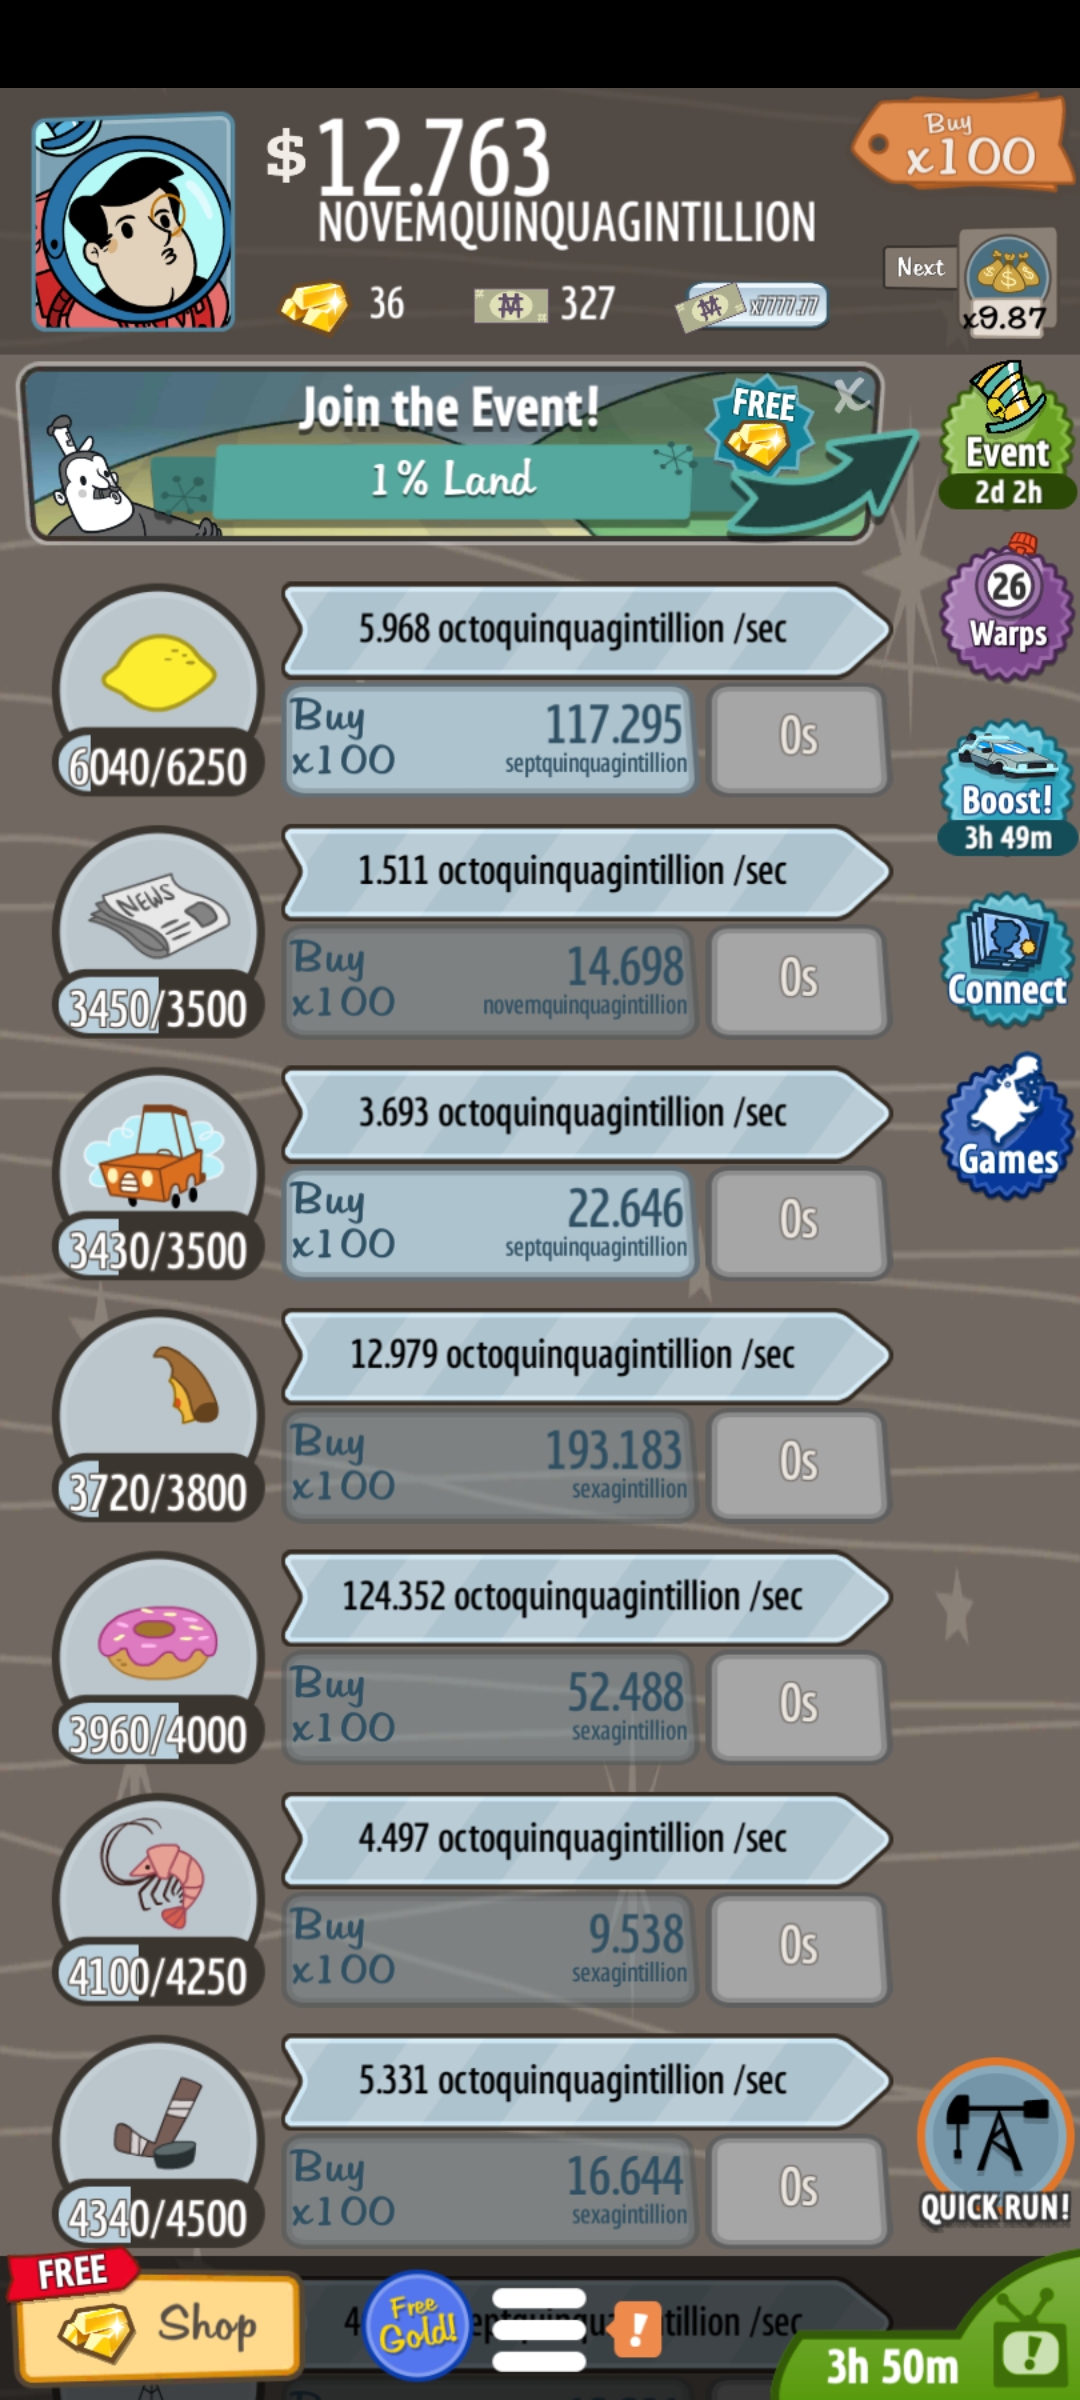 $12.763
NOVEMQUINQUAGINTILLION
Buy
x100
36
327
x7777.77
Next
x9.87
Join the Event!
1% Land
FREE
X
Event
2d 2h
26
Warps
Boost!
3h 49m
Connect
Games
5.968 octoquinquagintillion /sec
6040/6250
Buy
x100
117.295
septquinquagintillion
0s
NEWS
1.511 octoquinquagintillion /sec
3450/3500
Buy
x100
14.698
novemquinquagintillion
0s
3.693 octoquinquagintillion /sec
3430/3500
Buy
x100
22.646
septquinquagintillion
0s
12.979 octoquinquagintillion /sec
3720/3800
Buy
x100
193.183
sexagintillion
0s
124.352 octoquinquagintillion /sec
3960/4000
Buy
x100
52.488
sexagintillion
0s
4.497 octoquinquagintillion /sec
4100/4250
Buy
x100
9.538
sexagintillion
0s
5.331 octoquinquagintillion /sec
4340/4500
Buy
x100
16.644
sexagintillion
0s
QUICK RUN!
FREE
Shop
Free
Gold!
!
/sec
3h 50m
!